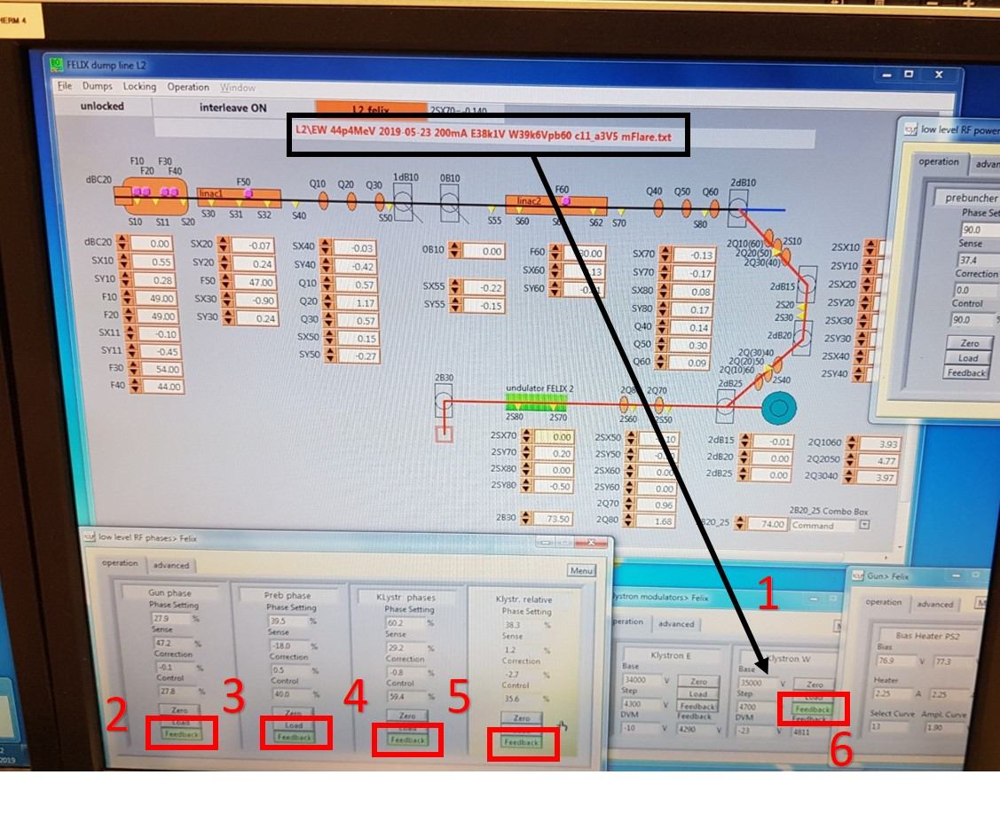 HERM 4
FELIX dump line L2
File Dumps Locking Operation Window
unlocked interleave ON L2 felix 2SX70= -0.140
L2\EW 44p4MeV 2019-05-23 200mA E38k1V W39k6Vpb60 c11_a3V5 mFlare.txt
F10 F30
F20 F40
dBC20
S10 S11 S20
linac1 F50
S30 S31 S32 S40
Q10 Q20 Q30
S50
1dB10 0B10
S55
linac2 F60
S60 S62 S70
Q40 Q50 Q60
S80
2dB10
2Q10(60) 2S10
2Q20(50)
2Q30(40)
2dB15
2S20
2S30
2dB20
2Q(30)40
2Q(20)50
2Q(10)60
2S40
2dB25
dBC20 0.00
SX10 0.55
SY10 0.28
F10 49.00
F20 49.00
SX11 -0.10
SY11 -0.45
F30 54.00
F40 44.00
SX20 -0.07
SY20 0.24
F50 47.00
SX30 -0.90
SY30 0.24
SX40 -0.03
SY40 -0.42
Q10 0.57
Q20 1.17
Q30 0.57
SX50 0.15
SY50 -0.27
0B10 0.00
SX55 -0.22
SY55 -0.15
F60
SX60
SY60
SX70 -0.13
SY70 -0.17
SX80 0.08
SY80 0.17
Q40 0.14
Q50 0.30
Q60 0.09
2SX10
2SY10
2SX20
2SY20
2SX30
2SY30
2SX40
2SY40
2B30
undulator FELIX 2
2S80 2S70
2Q70
2S60 2S50
2SX70 0.00
2SY70 0.20
2SX80 0.00
2SY80 -0.50
2B30 73.50
2SX50
2SY50
2SX60 0.00
2SY60 0.00
2Q70 0.96
2Q80 1.68
2dB15 -0.01
2dB20 0.00
2dB25 0.00
2Q1060 3.93
2Q2050 4.77
2Q3040 3.97
B20_25 74.00
2B20_25 Combo Box
Command
low level RF power
operation advan
prebuncher
Phase Set
90.0
Sense
37.4
Correction
0.0
Control
90.0 %
Zero
Load
Feedback
low level RF phases> Felix
operation advanced
Menu
Gun phase
Phase Setting
27.9 %
Sense
47.2 %
Correction
-0.1 %
Control
27.8 %
Zero
Load
Feedback
Preb phase
Phase Setting
39.5 %
Sense
-18.0 %
Correction
0.5 %
Control
40.0 %
Zero
Load
Feedback
KLystr phases
Phase Setting
60.2 %
Sense
29.2 %
Correction
-0.8 %
Control
59.4 %
Zero
Load
Feedback
Klystr. relative
Phase Setting
38.3 %
Sense
1.2 %
Correction
-2.7 %
Control
35.6 %
Zero
Feedback
2
3
4
5
lystron modulators> Felix
peration advanced
Klystron E
Base
34000 V
Step
4300 V
DVM
-10 V
Zero
Load
Feedback
Feedback
4290 V
Klystron W
Base
35000 V
Step
4700
DVM
-23 V
Zero
Load
Feedback
4811
1
6
Gun> Felix
operation advanced M
Bias Heater PS2
Bias
76.9 V 77.3
Heater
2.25 A 2.25
Select Curve Ampl. Curve
13 1.90
2
2019